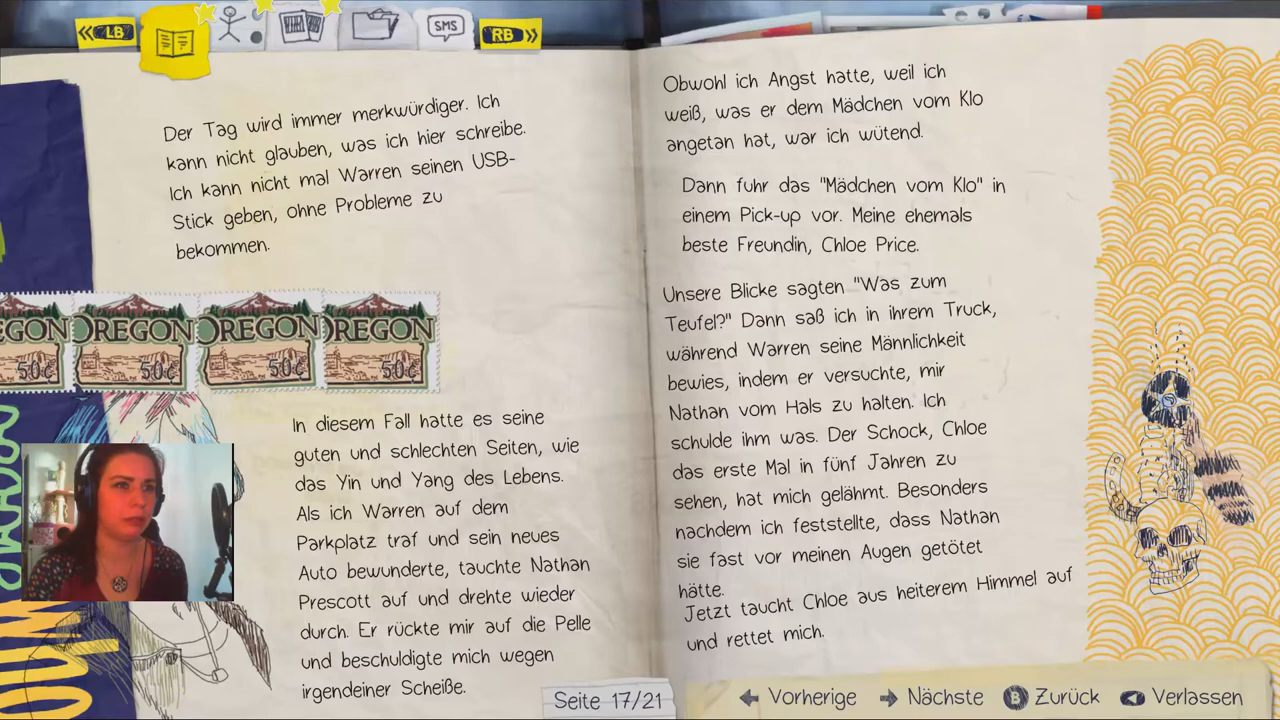 LB
SMS
RB
Der Tag wird immer merkwürdiger. Ich
kann nicht glauben, was ich hier schreibe.
Ich kann nicht mal Warren seinen USB-
Stick geben, ohne Probleme zu
bekommen.
EGON OREGON OREGON OREGON
50¢ 50¢ 50¢ 50¢
In diesem Fall hatte es seine
guten und schlechten Seiten, wie
das Yin und Yang des Lebens.
Als ich Warren auf dem
Parkplatz traf und sein neues
Auto bewunderte, tauchte Nathan
Prescott auf und drehte wieder
durch. Er rückte mir auf die Pelle
und beschuldigte mich wegen
irgendeiner Scheiße.
Obwohl ich Angst hatte, weil ich
weiß, was er dem Mädchen vom Klo
angetan hat, war ich wütend.
Dann fuhr das "Mädchen vom Klo" in
einem Pick-up vor. Meine ehemals
beste Freundin, Chloe Price.
Unsere Blicke sagten "Was zum
Teufel?" Dann saß ich in ihrem Truck,
während Warren seine Männlichkeit
bewies, indem er versuchte, mir
Nathan vom Hals zu halten. Ich
schulde ihm was. Der Schock, Chloe
das erste Mal in fünf Jahren zu
sehen, hat mich gelähmt. Besonders
nachdem ich feststellte, dass Nathan
sie fast vor meinen Augen getötet
hätte.
Jetzt taucht Chloe aus heiterem Himmel auf
und rettet mich.
Seite 17/21
Vorherige Nächste B Zurück Verlassen